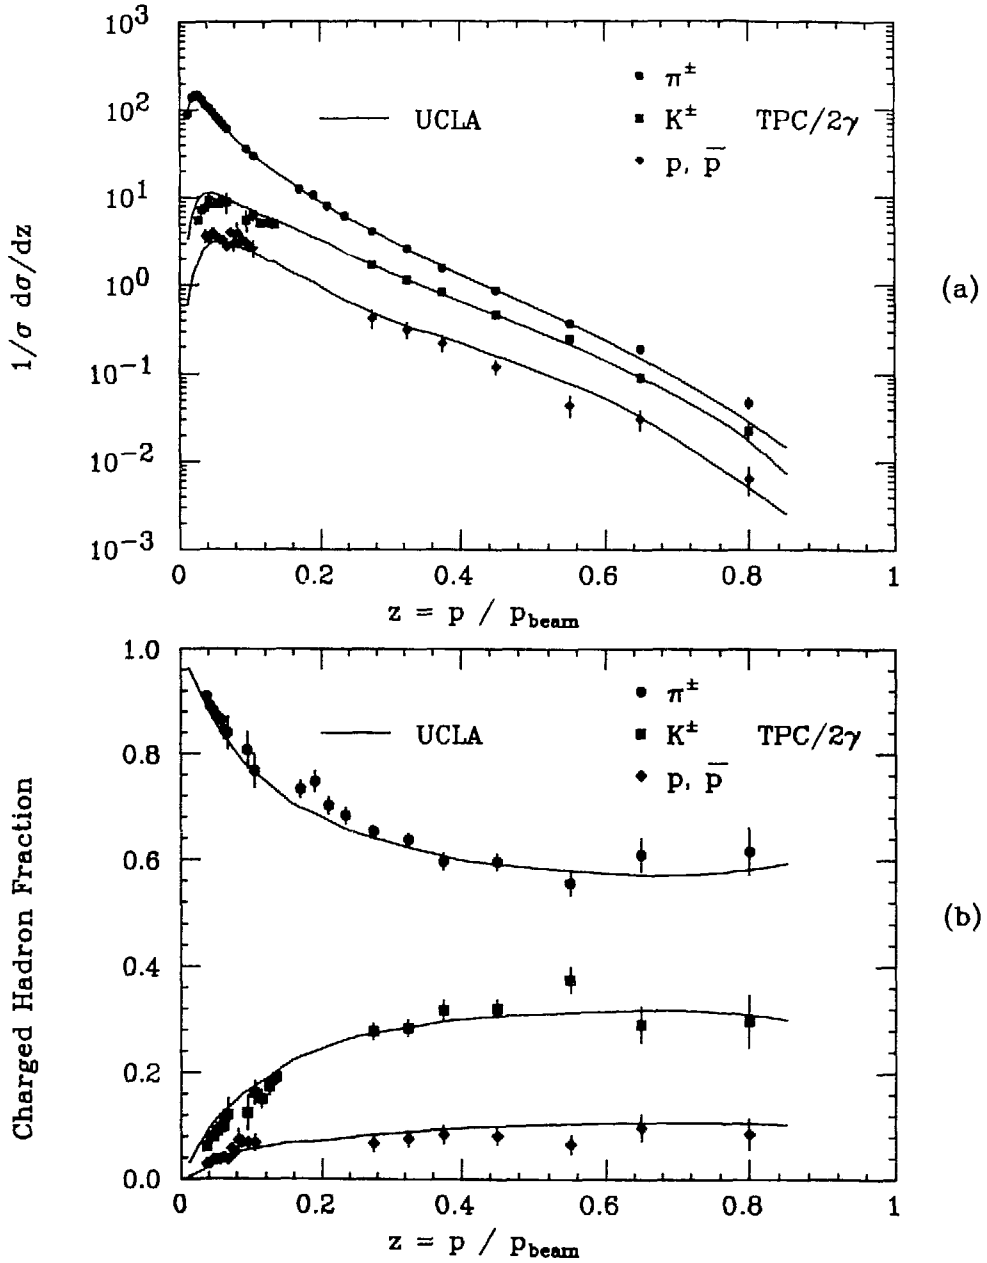 10³
10²
10¹
10⁰
10⁻¹
10⁻²
10⁻³
1/σ dσ/dz
UCLA
π±
K±
p, p̅
TPC/2γ
(a)
0 0.2 0.4 0.6 0.8 1
z = p / p_beam
1.0
0.8
0.6
0.4
0.2
0.0
Charged Hadron Fraction
UCLA
π±
K±
p, p̅
TPC/2γ
(b)
0 0.2 0.4 0.6 0.8 1
z = p / p_beam